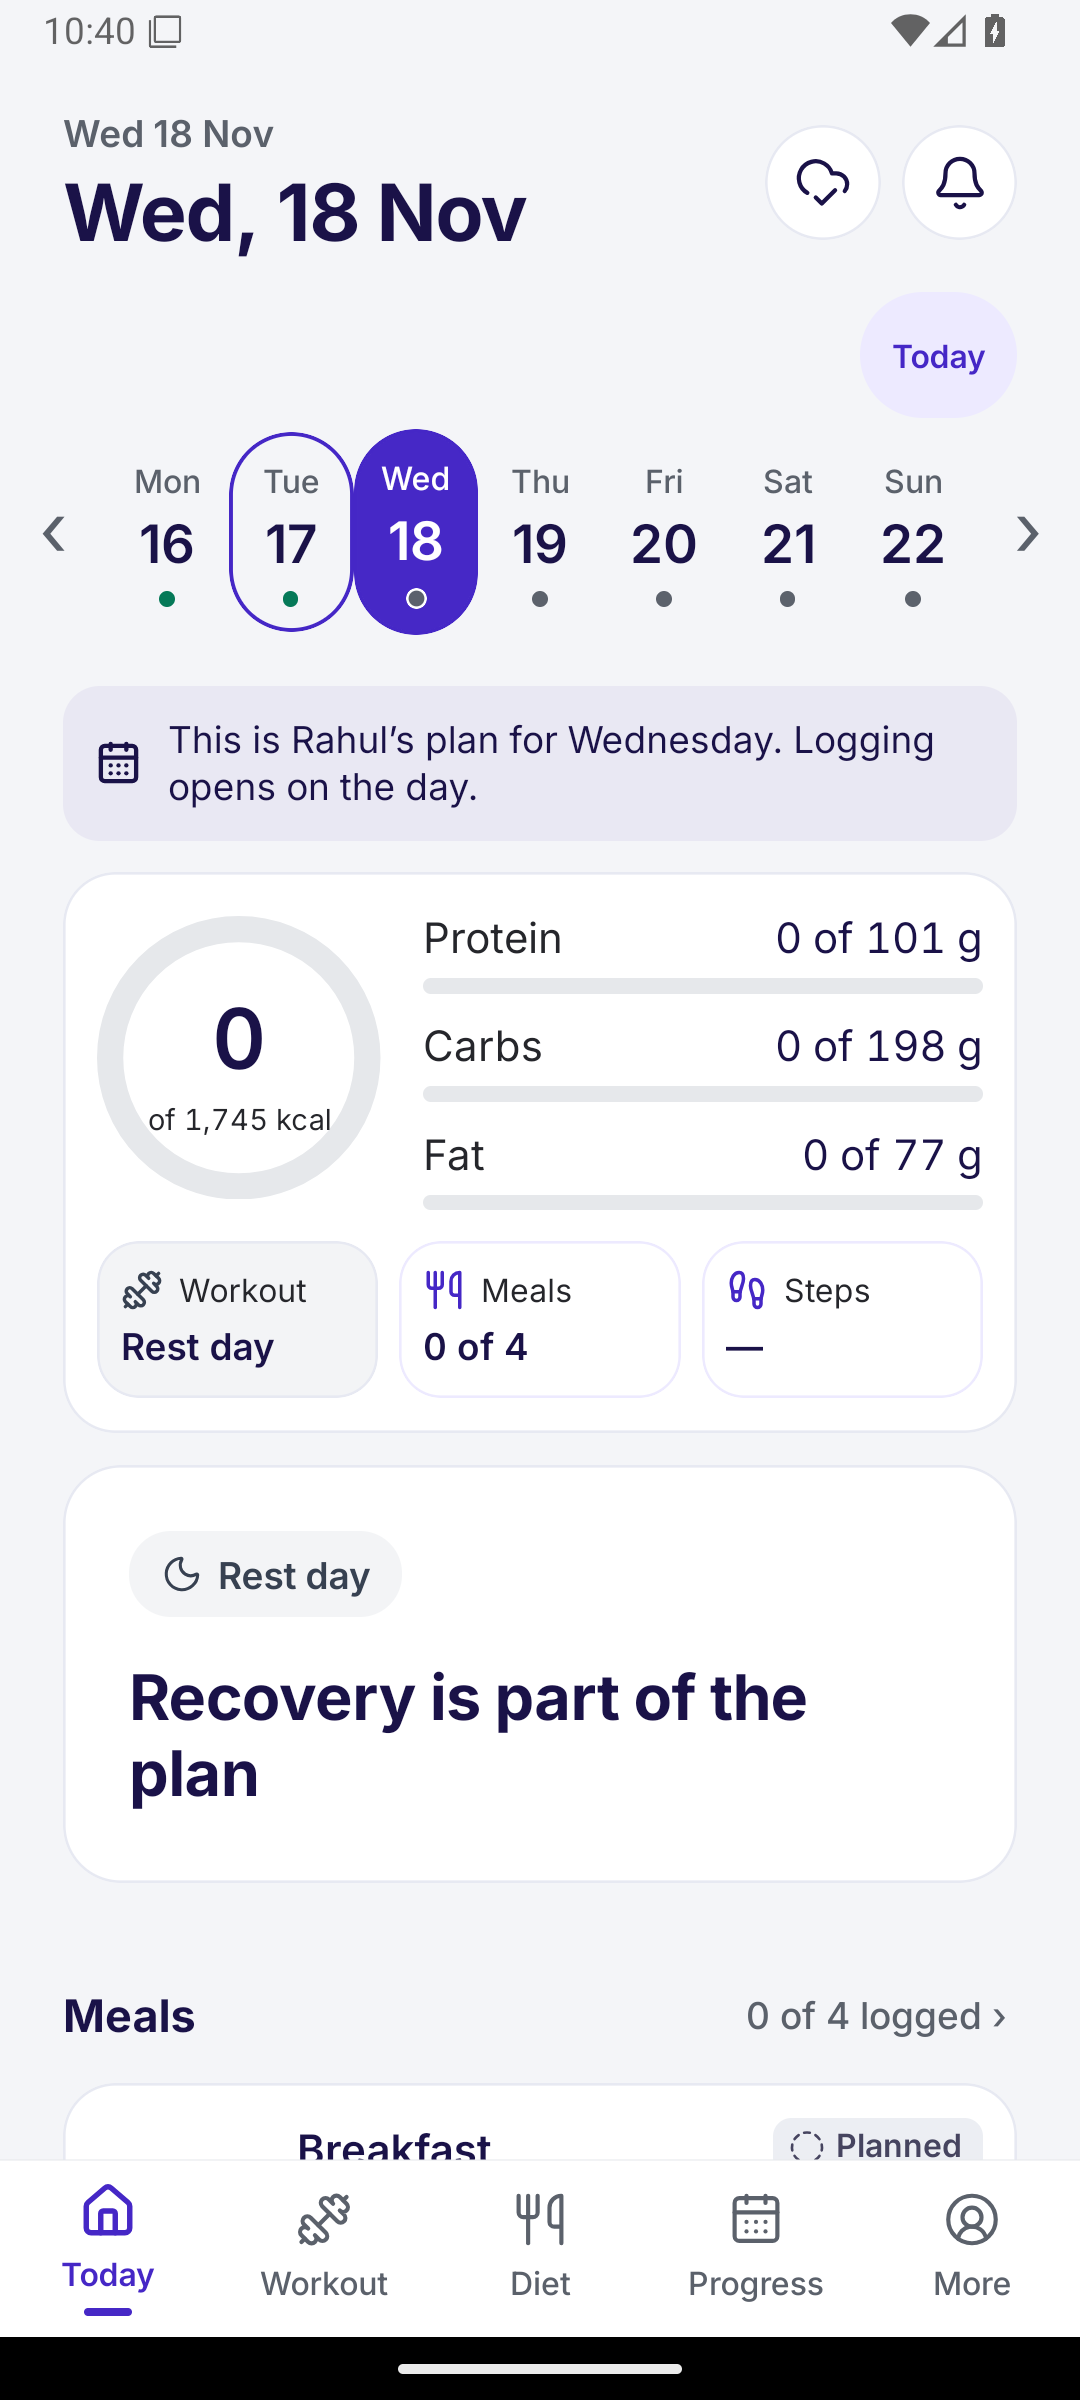 10:40
Wed 18 Nov
Wed, 18 Nov
Today
Mon Tue Wed Thu Fri Sat Sun
16 17 18 19 20 21 22
This is Rahul’s plan for Wednesday. Logging
opens on the day.
0
of 1,745 kcal
Protein 0 of 101 g
Carbs 0 of 198 g
Fat 0 of 77 g
Workout
Rest day
Meals
0 of 4
Steps
—
Rest day
Recovery is part of the
plan
Meals 0 of 4 logged ›
Breakfast Planned
Today Workout Diet Progress More